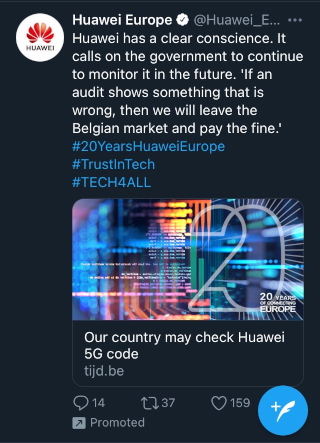 Huawei Europe @Huawei_E...
HUAWEI
Huawei has a clear conscience. It
calls on the government to continue
to monitor it in the future. 'If an
audit shows something that is
wrong, then we will leave the
Belgian market and pay the fine.'
#20YearsHuaweiEurope
#TrustInTech
#TECH4ALL
20
20 YEARS
OF CONNECTING
EUROPE
Our country may check Huawei
5G code
tijd.be
14 37 159
Promoted